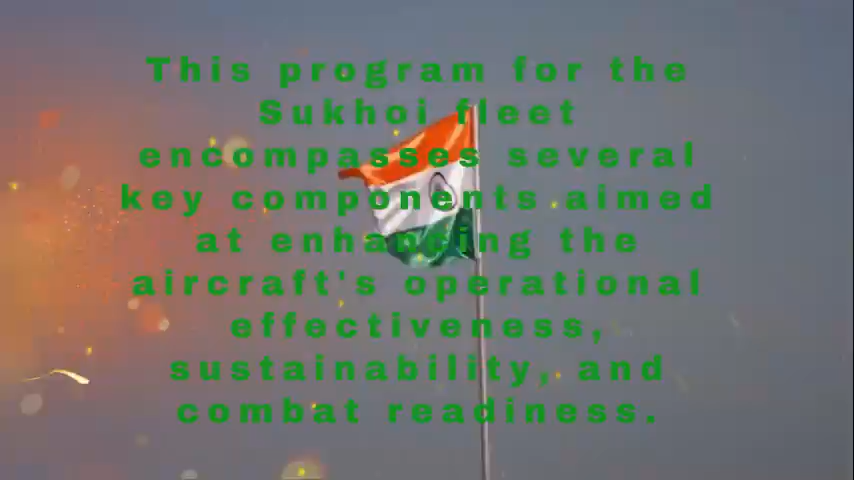 This program for the
Sukhoi fleet
encompasses several
key components aimed
at enhancing the
aircraft's operational
effectiveness,
sustainability, and
combat readiness.